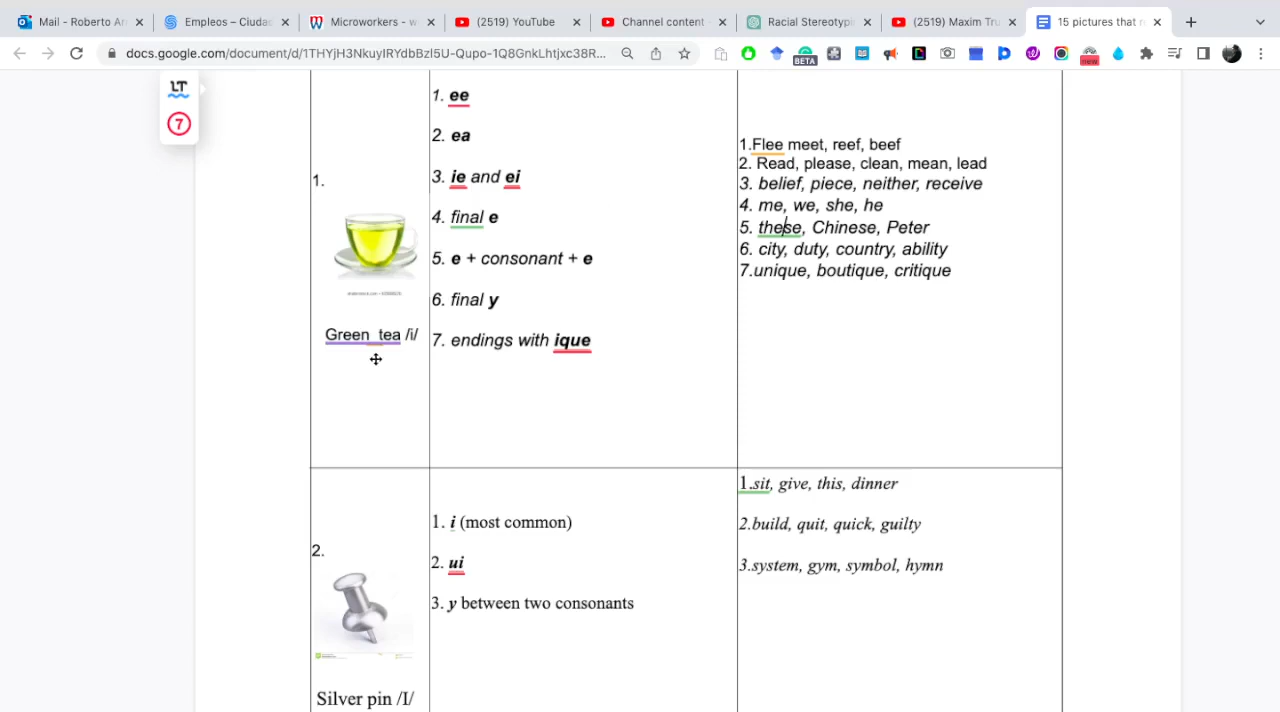 Mail - Roberto Ar
Empleos – Ciudad
Microworkers - w
(2519) YouTube
Channel content -
Racial Stereotypi
(2519) Maxim Tru
15 pictures that n
docs.google.com/document/d/1THYjH3NkuyIRYdbBzl5U-Qupo-1Q8GnkLhtjxc38R...
BETA
new
LT
7
1.
Green tea /i/
1. ee
2. ea
3. ie and ei
4. final e
5. e + consonant + e
6. final y
7. endings with ique
1.Flee meet, reef, beef
2. Read, please, clean, mean, lead
3. belief, piece, neither, receive
4. me, we, she, he
5. these, Chinese, Peter
6. city, duty, country, ability
7.unique, boutique, critique
2.
Silver pin /I/
1. i (most common)
2. ui
3. y between two consonants
1.sit, give, this, dinner
2.build, quit, quick, guilty
3.system, gym, symbol, hymn